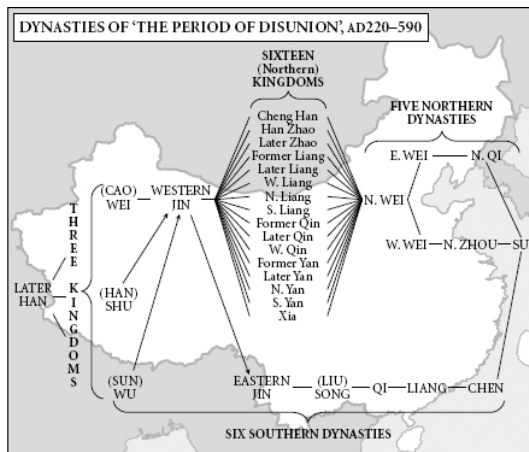 DYNASTIES OF ‘THE PERIOD OF DISUNION’, AD220–590
SIXTEEN
(Northern)
KINGDOMS
Cheng Han
Han Zhao
Later Zhao
Former Liang
Later Liang
W. Liang
N. Liang
S. Liang
Former Qin
Later Qin
W. Qin
Former Yan
Later Yan
N. Yan
S. Yan
Xia
FIVE NORTHERN
DYNASTIES
E. WEI — N. QI
N. WEI
W. WEI — N. ZHOU — SU
LATER
HAN
THREE KINGDOMS
(CAO)
WEI
WESTERN
JIN
(HAN)
SHU
(SUN)
WU
EASTERN
JIN
(LIU)
SONG
QI — LIANG — CHEN
SIX SOUTHERN DYNASTIES